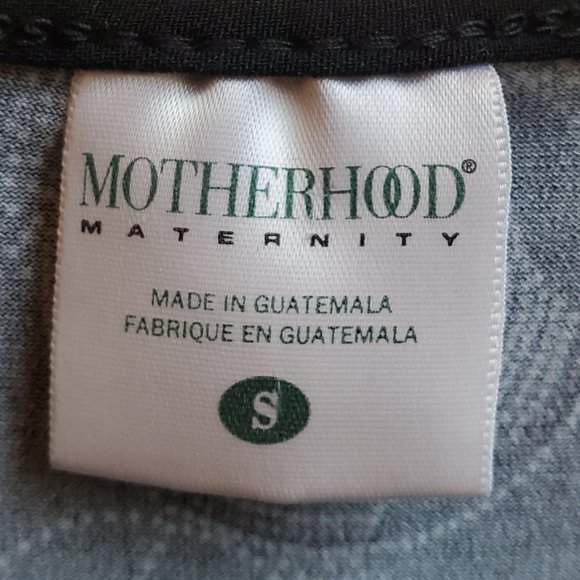 MOTHERHOOD®
MATERNITY
MADE IN GUATEMALA
FABRIQUE EN GUATEMALA
S